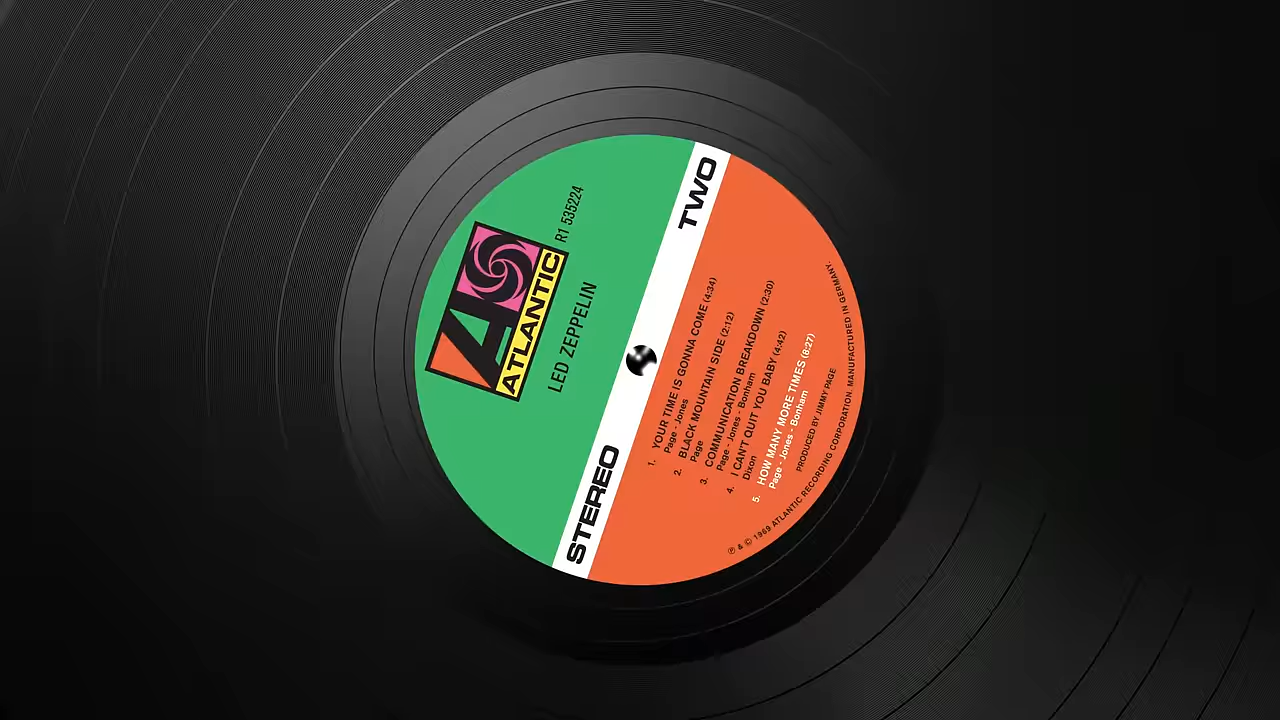 ATLANTIC
R1 535224
LED ZEPPELIN
STEREO TWO
1. YOUR TIME IS GONNA COME (4:34)
Page - Jones
2. BLACK MOUNTAIN SIDE (2:12)
Page
3. COMMUNICATION BREAKDOWN (2:30)
Page - Jones - Bonham
4. I CAN'T QUIT YOU BABY (4:42)
Dixon
5. HOW MANY MORE TIMES (8:27)
Page - Jones - Bonham
PRODUCED BY JIMMY PAGE
℗ & © 1969 ATLANTIC RECORDING CORPORATION. MANUFACTURED IN GERMANY.